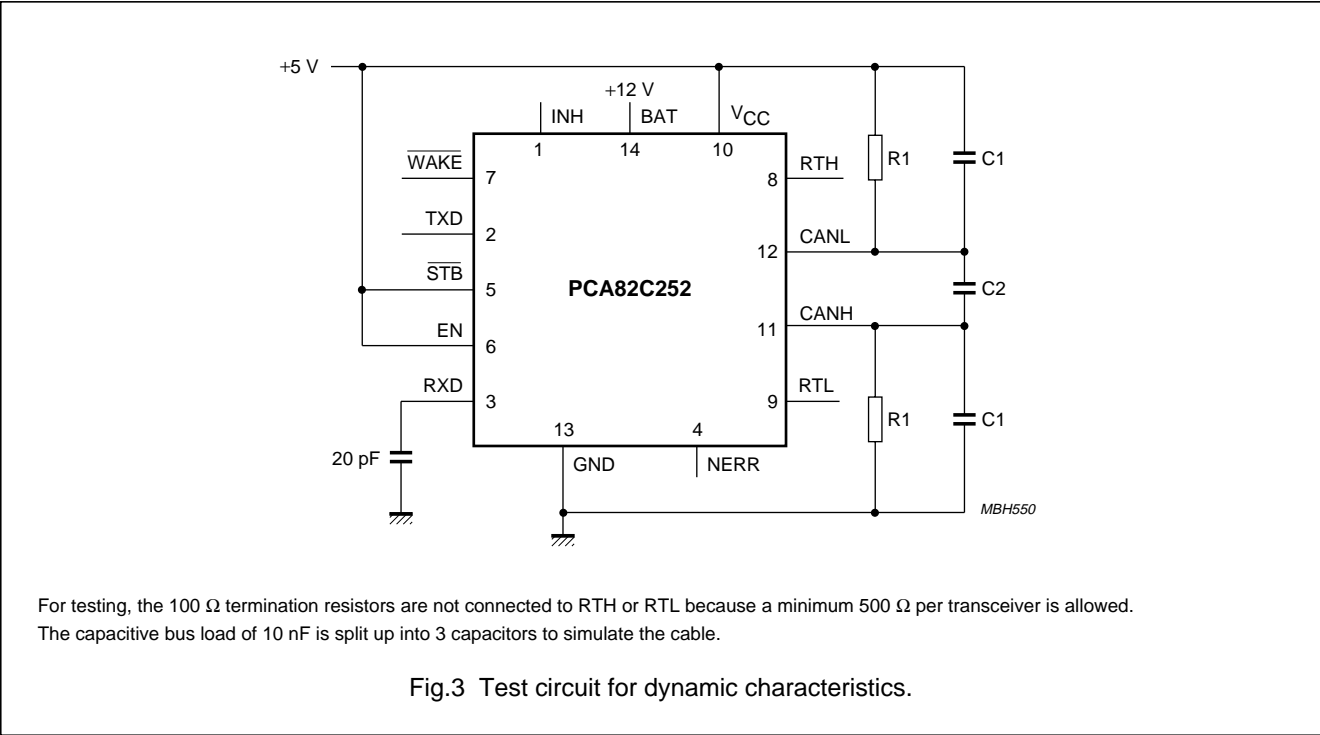 +5 V
+12 V
INH
BAT
VCC
1
14
10
WAKE
7
8
RTH
R1
C1
TXD
2
12
CANL
STB
5
PCA82C252
C2
EN
6
11
CANH
RXD
3
9
RTL
R1
C1
13
4
20 pF
GND
NERR
MBH550
For testing, the 100 Ω termination resistors are not connected to RTH or RTL because a minimum 500 Ω per transceiver is allowed.
The capacitive bus load of 10 nF is split up into 3 capacitors to simulate the cable.
Fig.3 Test circuit for dynamic characteristics.